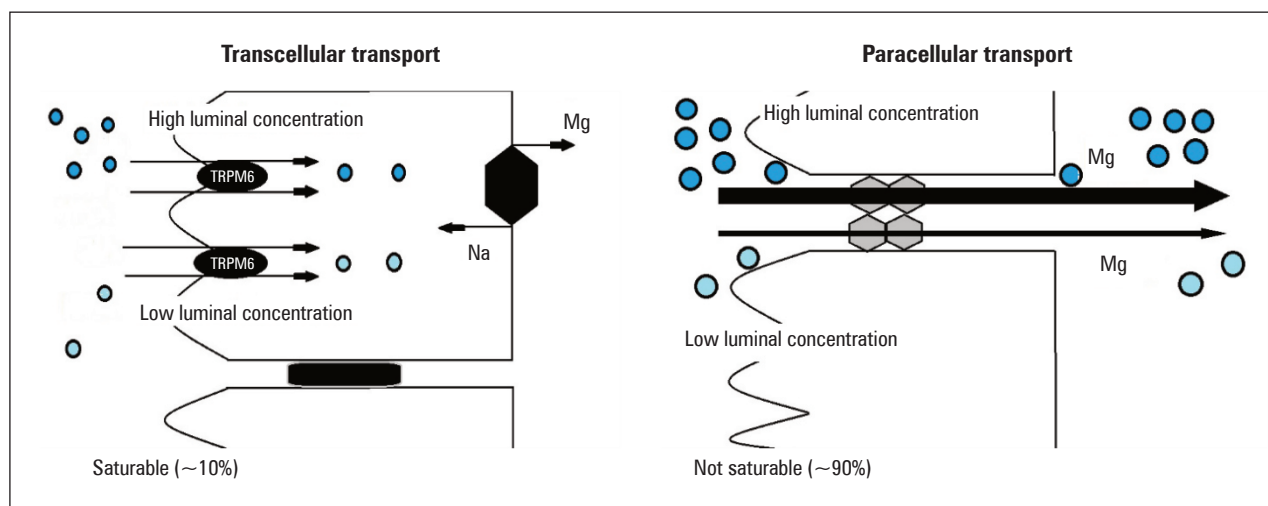 Transcellular transport
High luminal concentration
TRPM6
Mg
Na
TRPM6
Low luminal concentration
Saturable (~10%)
Paracellular transport
High luminal concentration
Mg
Mg
Low luminal concentration
Not saturable (~90%)